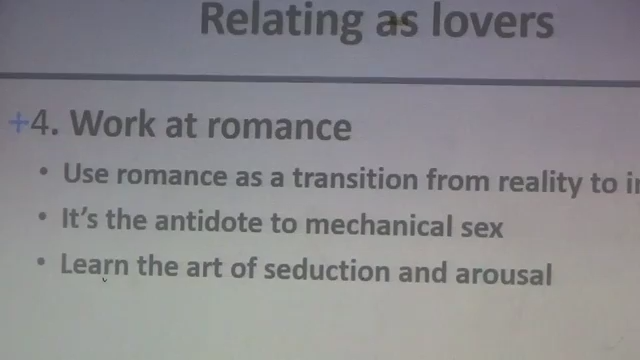 Relating as lovers
+4. Work at romance
• Use romance as a transition from reality to
• It's the antidote to mechanical sex
• Learn the art of seduction and arousal